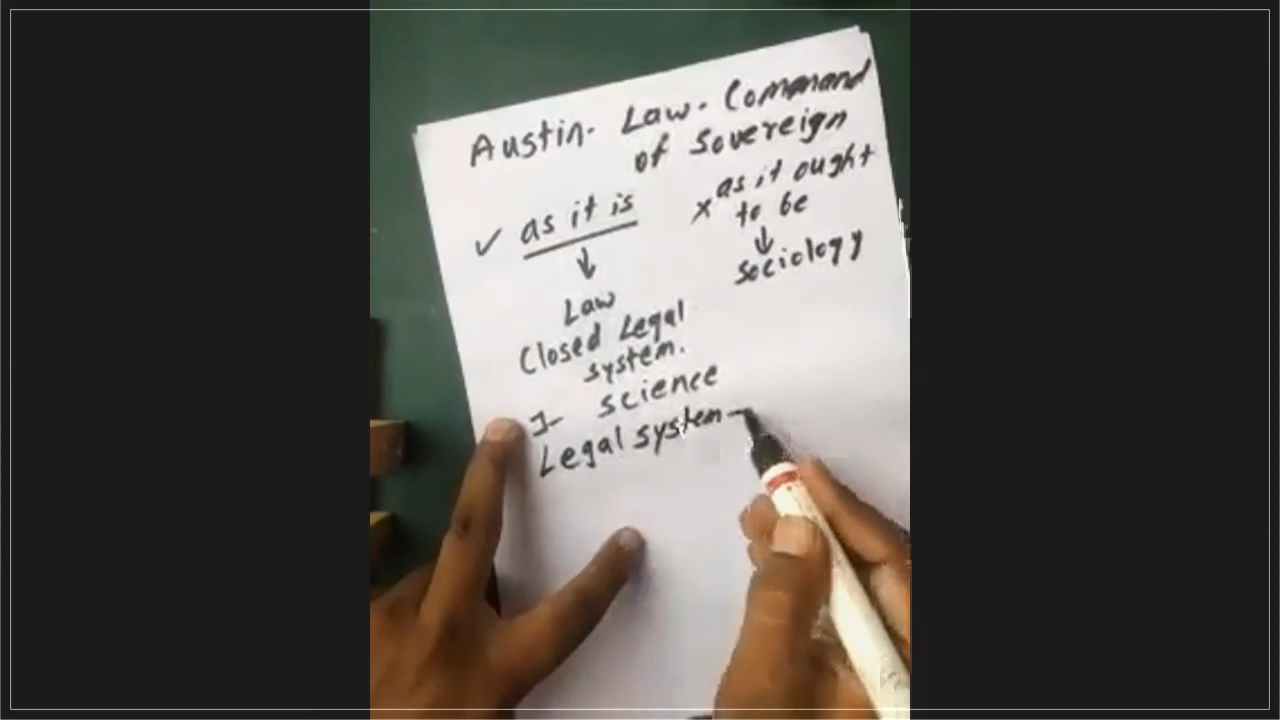 Austin- Law- Command
of Sovereign
✓ as it is
↓
Law
Closed Legal
system.
J- science
Legal system-
x as it ought
to be
↓
sociology